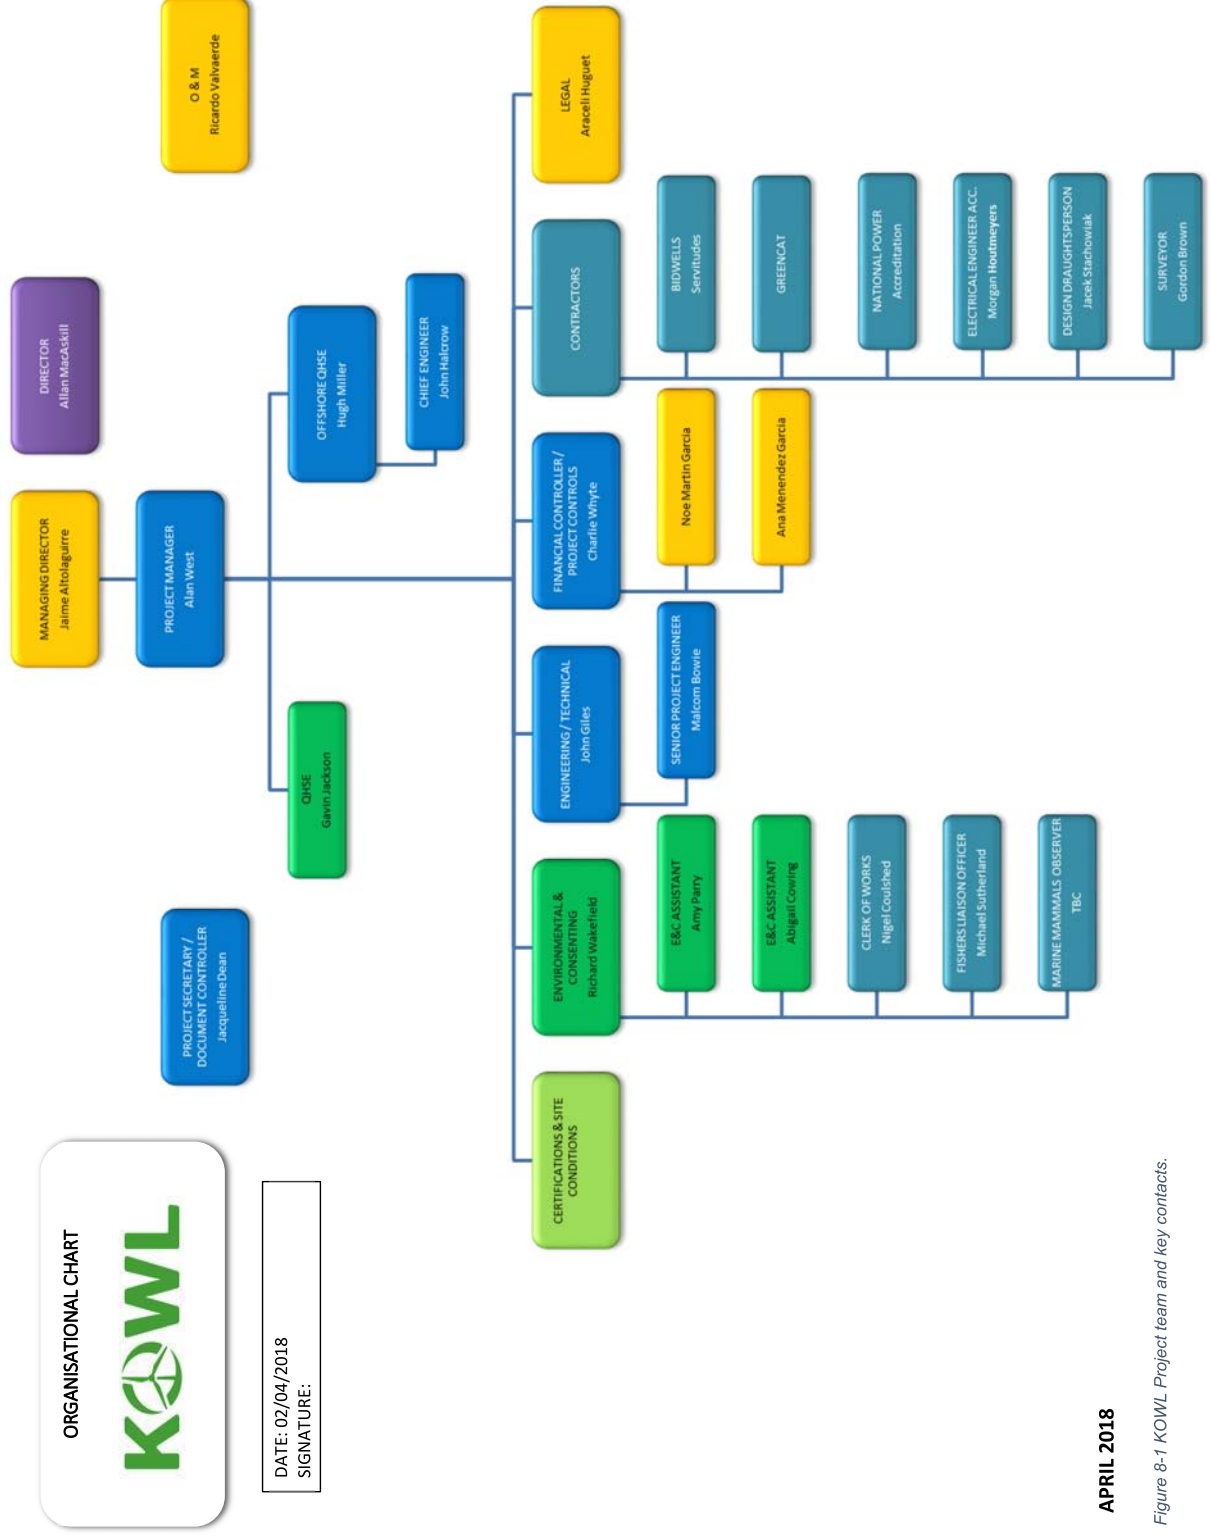 ORGANISATIONAL CHART
KOWL
DATE: 02/04/2018
SIGNATURE:
MANAGING DIRECTOR
Jaime Altolaguirre
DIRECTOR
Allan MacAskill
PROJECT MANAGER
Alan West
PROJECT SECRETARY /
DOCUMENT CONTROLLER
Jacqueline Dean
O & M
Ricardo Valvaerde
QHSE
Gavin Jackson
OFFSHORE QHSE
Hugh Miller
CHIEF ENGINEER
John Halcrow
CERTIFICATIONS & SITE
CONDITIONS
ENVIRONMENTAL &
CONSENTING
Richard Wakefield
E&C ASSISTANT
Amy Parry
E&C ASSISTANT
Abigail Cowing
CLERK OF WORKS
Nigel Coulshed
FISHERS LIAISON OFFICER
Michael Sutherland
MARINE MAMMALS OBSERVER
TBC
ENGINEERING / TECHNICAL
John Giles
SENIOR PROJECT ENGINEER
Malcom Bowie
FINANCIAL CONTROLLER /
PROJECT CONTROLS
Charlie Whyte
Noe Martin Garcia
Ana Menendez Garcia
CONTRACTORS
BIDWELLS
Servitudes
GREENCAT
NATIONAL POWER
Accreditation
ELECTRICAL ENGINEER ACC.
Morgan Houtmeyers
DESIGN DRAUGHTSPERSON
Jacek Stachowiak
SURVEYOR
Gordon Brown
LEGAL
Araceli Huguet
APRIL 2018
Figure 8-1 KOWL Project team and key contacts.